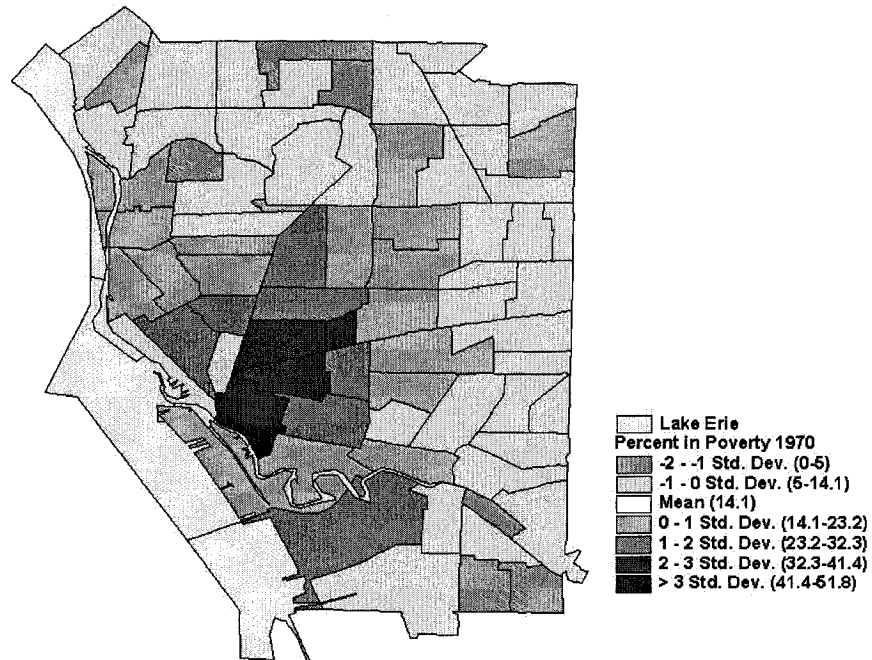 Lake Erie
Percent in Poverty 1970
-2 - -1 Std. Dev. (0-5)
-1 - 0 Std. Dev. (5-14.1)
Mean (14.1)
0 - 1 Std. Dev. (14.1-23.2)
1 - 2 Std. Dev. (23.2-32.3)
2 - 3 Std. Dev. (32.3-41.4)
> 3 Std. Dev. (41.4-51.8)